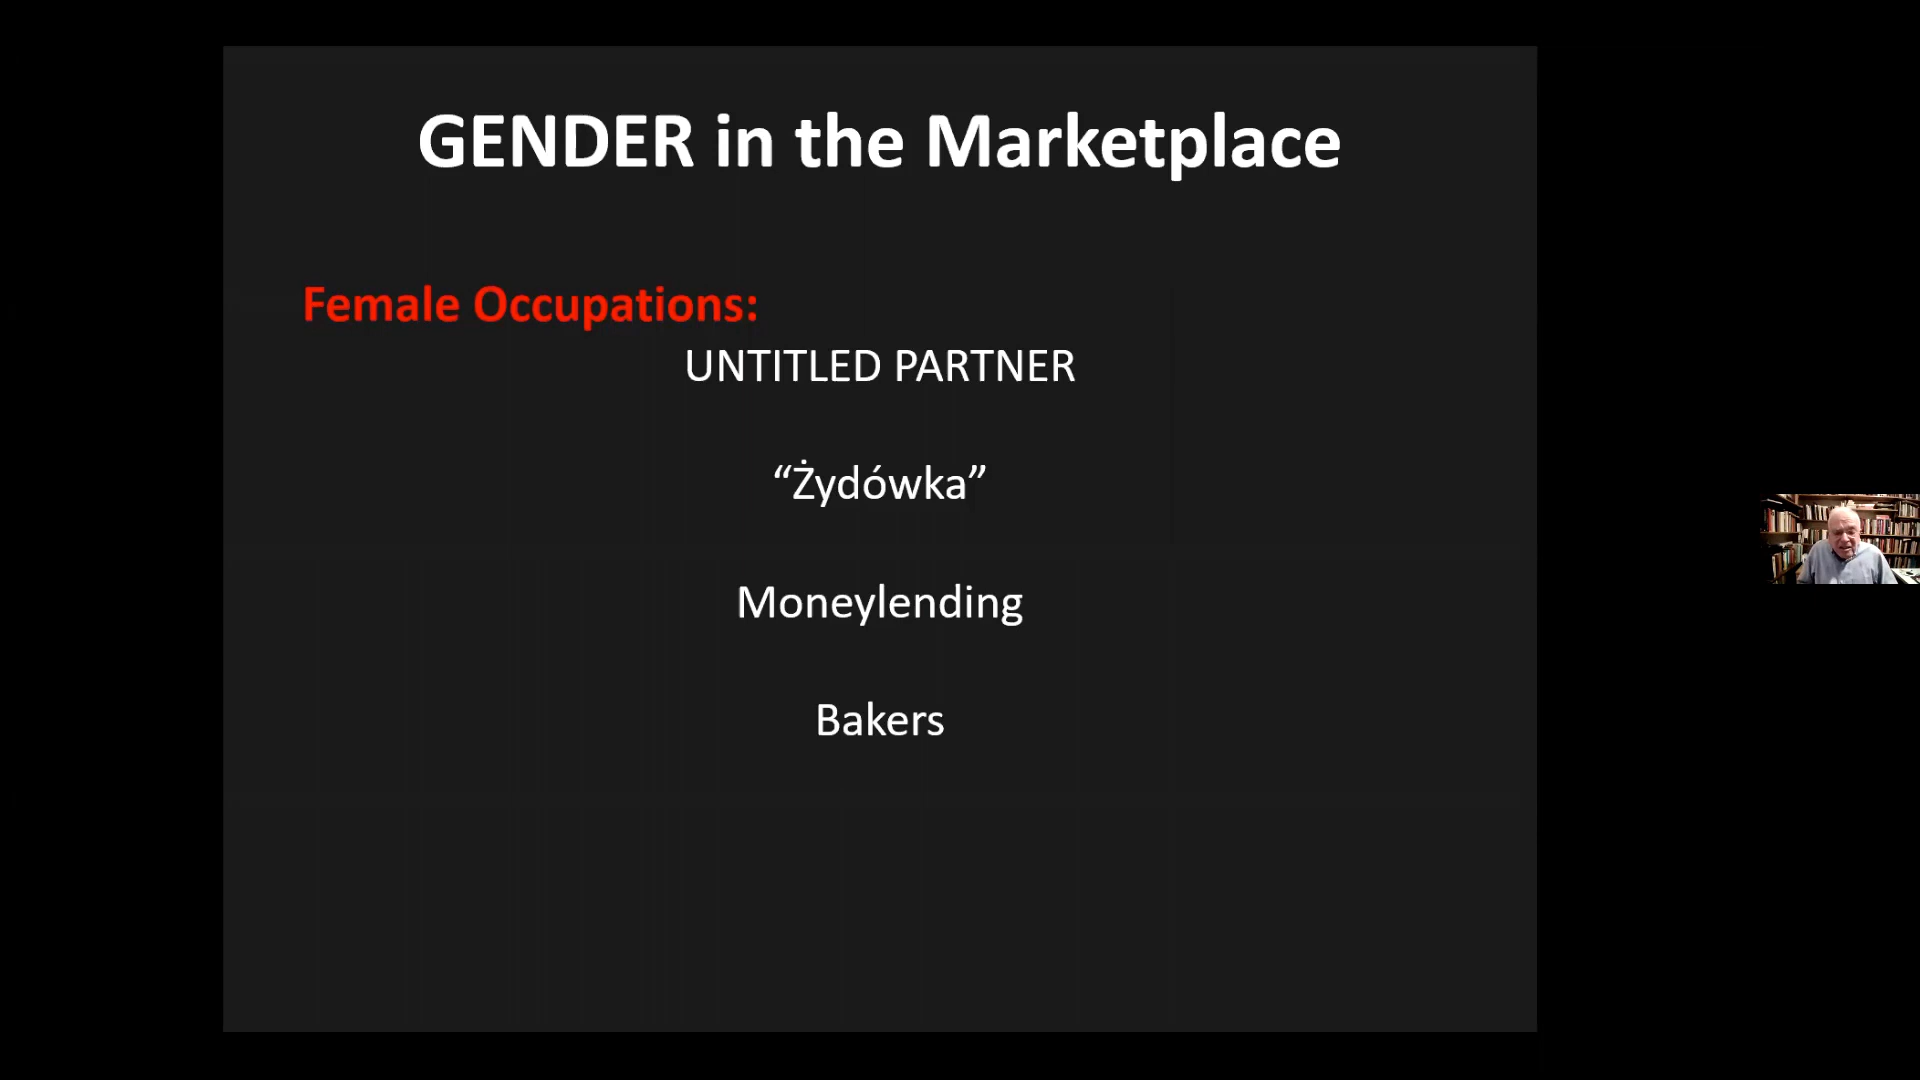 GENDER in the Marketplace
Female Occupations:
UNTITLED PARTNER
“Żydówka”
Moneylending
Bakers